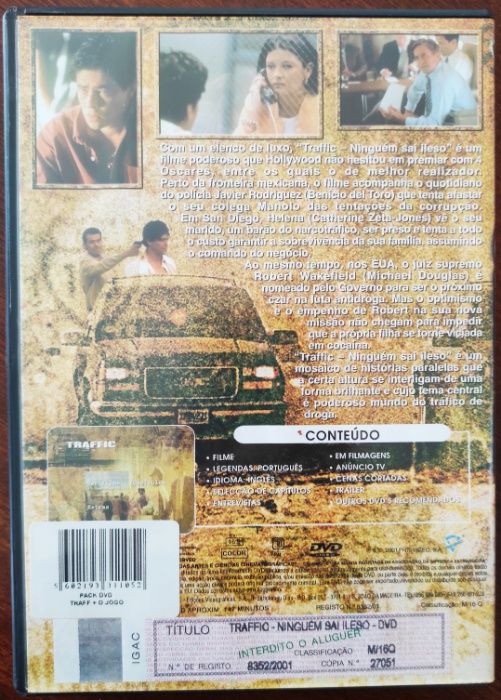 Com um elenco de luxo, "Traffic – Ninguém sai ileso" é um
filme poderoso que Hollywood não hesitou em premiar com 4
Oscares, entre os quais o de melhor realizador.
Perto da fronteira mexicana, o filme acompanha o quotidiano
do polícia Javier Rodriguez (Benicio del Toro) que tenta afastar
o seu colega Manolo das tentações da corrupção.
Em San Diego, Helena (Catherine Zeta-Jones) vê o seu
marido, um barão do narcotráfico, ser preso e tenta a todo
o custo garantir a sobrevivência da sua família, assumindo
o comando do negócio.
Ao mesmo tempo, nos EUA, o juiz supremo
Robert Wakefield (Michael Douglas) é
nomeado pelo Governo para ser o próximo
czar na luta antidroga. Mas o optimismo
e o empenho de Robert na sua nova
missão não chegam para impedir
que a própria filha se torne viciada
em cocaína.
"Traffic – Ninguém sai ileso" é um
mosaico de histórias paralelas que
a certa altura se interligam de uma
forma brilhante e cujo tema central
é poderoso mundo do tráfico de
droga.
CONTEÚDO
• FILME
• LEGENDAS PORTUGUÊS
• IDIOMA INGLÊS
• SELECÇÃO DE CAPÍTULOS
• ENTREVISTAS
• EM FILMAGENS
• ANÚNCIO TV
• CENAS CORTADAS
• TRAILER
• OUTROS DVD'S RECOMENDADOS
TRAFFIC
COLOR
DVD
5 602193 311052
PACK DVD
TRAFF + O JOGO
IGAC
TÍTULO TRAFFIC - NINGUÉM SAI ILESO - DVD
INTERDITO O ALUGUER
CLASSIFICAÇÃO M/16Q
N.º DE REGISTO 8352/2001 CÓPIA N.º 27051